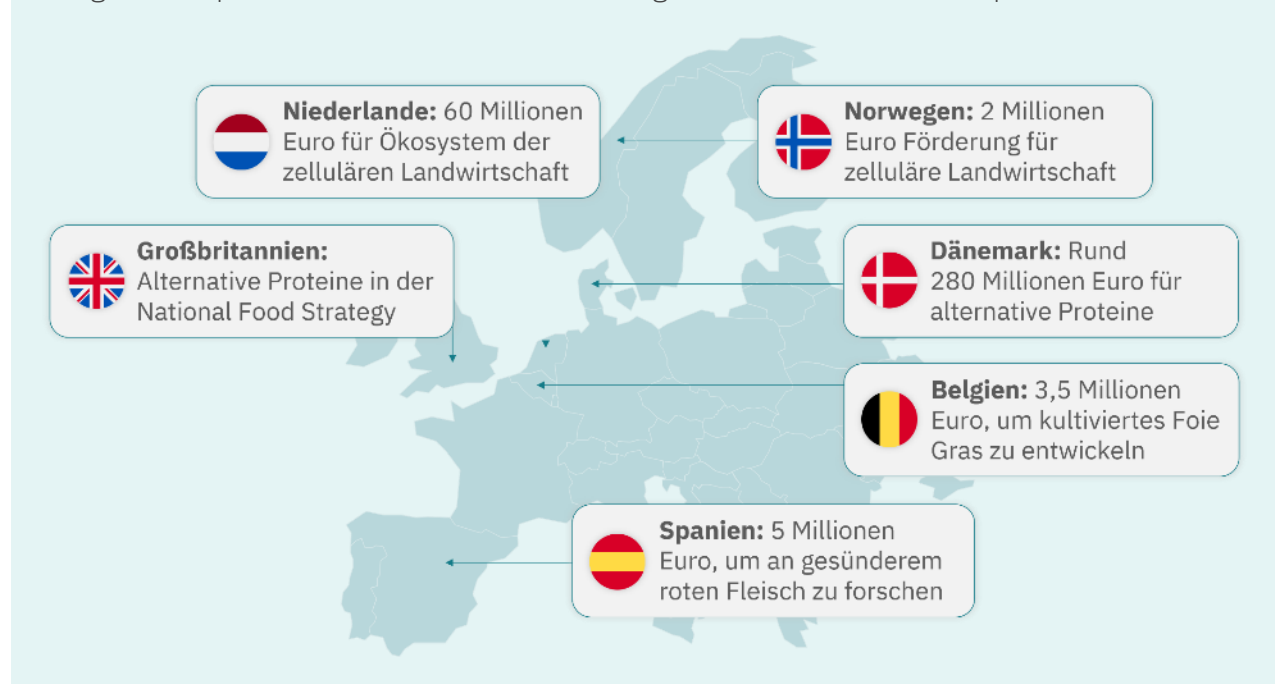 Niederlande: 60 Millionen
Euro für Ökosystem der
zellulären Landwirtschaft
Norwegen: 2 Millionen
Euro Förderung für
zelluläre Landwirtschaft
Großbritannien:
Alternative Proteine in der
National Food Strategy
Dänemark: Rund
280 Millionen Euro für
alternative Proteine
Belgien: 3,5 Millionen
Euro, um kultiviertes Foie
Gras zu entwickeln
Spanien: 5 Millionen
Euro, um an gesünderem
roten Fleisch zu forschen